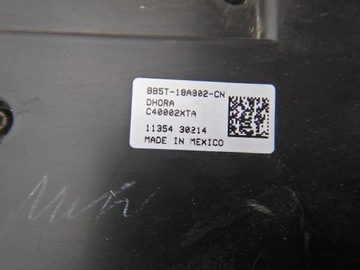 BB5T-18A802-CN
DHORA
C40002XTA
11354 30214
MADE IN MEXICO